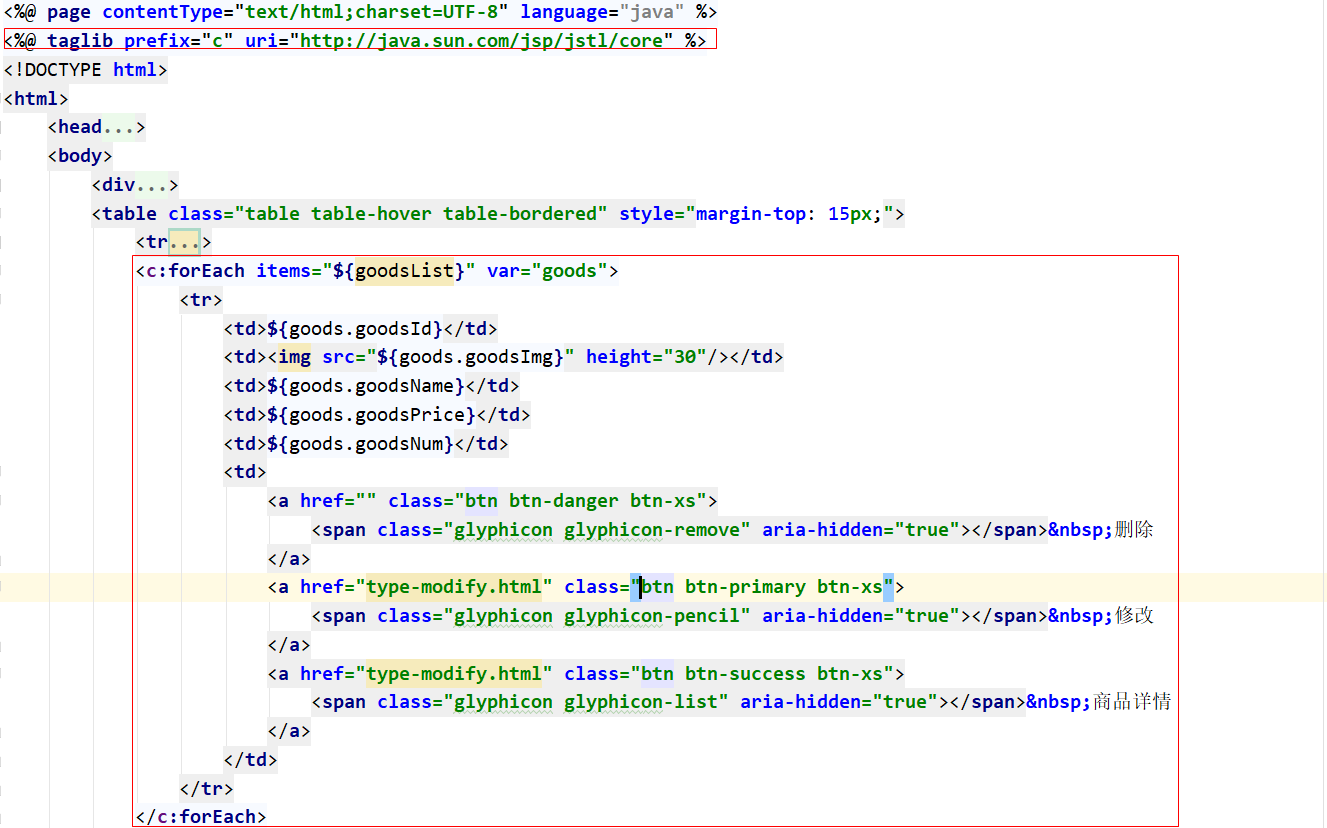 <%@ page contentType="text/html;charset=UTF-8" language="java" %>
<%@ taglib prefix="c" uri="http://java.sun.com/jsp/jstl/core" %>
<!DOCTYPE html>
<html>
<head...>
<body>
<div...>
<table class="table table-hover table-bordered" style="margin-top: 15px;">
<tr...>
<c:forEach items="${goodsList}" var="goods">
<tr>
<td>${goods.goodsId}</td>
<td><img src="${goods.goodsImg}" height="30"/></td>
<td>${goods.goodsName}</td>
<td>${goods.goodsPrice}</td>
<td>${goods.goodsNum}</td>
<td>
<a href="" class="btn btn-danger btn-xs">
<span class="glyphicon glyphicon-remove" aria-hidden="true"></span>&nbsp;删除
</a>
<a href="type-modify.html" class="btn btn-primary btn-xs">
<span class="glyphicon glyphicon-pencil" aria-hidden="true"></span>&nbsp;修改
</a>
<a href="type-modify.html" class="btn btn-success btn-xs">
<span class="glyphicon glyphicon-list" aria-hidden="true"></span>&nbsp;商品详情
</a>
</td>
</tr>
</c:forEach>